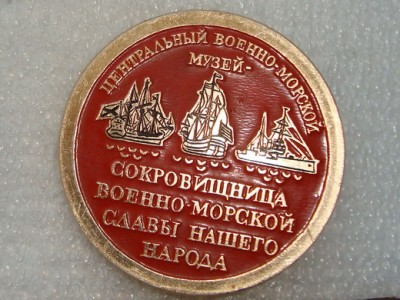 ЦЕНТРАЛЬНЫЙ ВОЕННО-МОРСКОЙ
МУЗЕЙ-
СОКРОВИЩНИЦА
ВОЕННО-МОРСКОЙ
СЛАВЫ НАШЕГО
НАРОДА